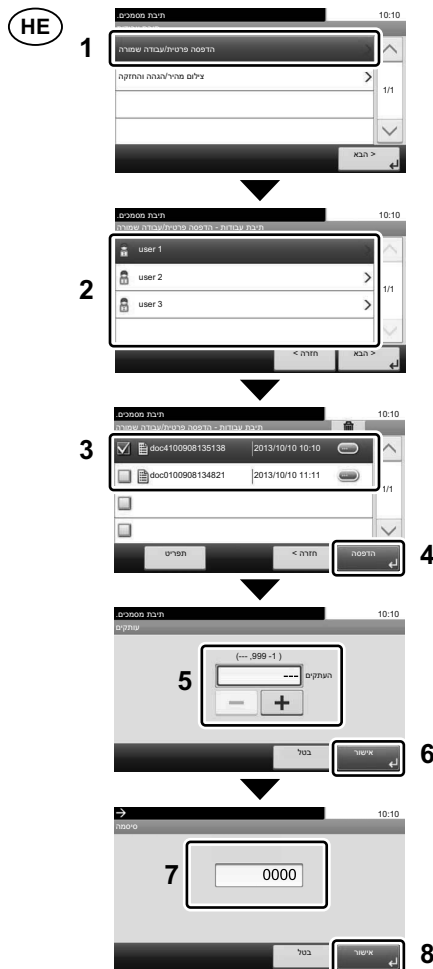 HE
תיבת מסמכים.
10:10
1
הדפסה פרטית/עבודה שמורה
צילום מהיר/הגהה והחזקה
1/1
הבא >
תיבת מסמכים.
10:10
תיבת עבודות - הדפסה פרטית/עבודה שמורה
2
user 1
user 2
user 3
1/1
חזרה <
הבא >
תיבת מסמכים.
10:10
תיבת עבודות - הדפסה פרטית/עבודה שמורה
3
doc4100908135138 2013/10/10 10:10
doc0100908134821 2013/10/10 11:11
1/1
תפריט
חזרה <
הדפסה
4
תיבת מסמכים.
10:10
עותקים
(--- ,999 -1 )
5
--- העתקים
בטל
אישור
6
10:10
סיסמה
7
0000
בטל
אישור
8